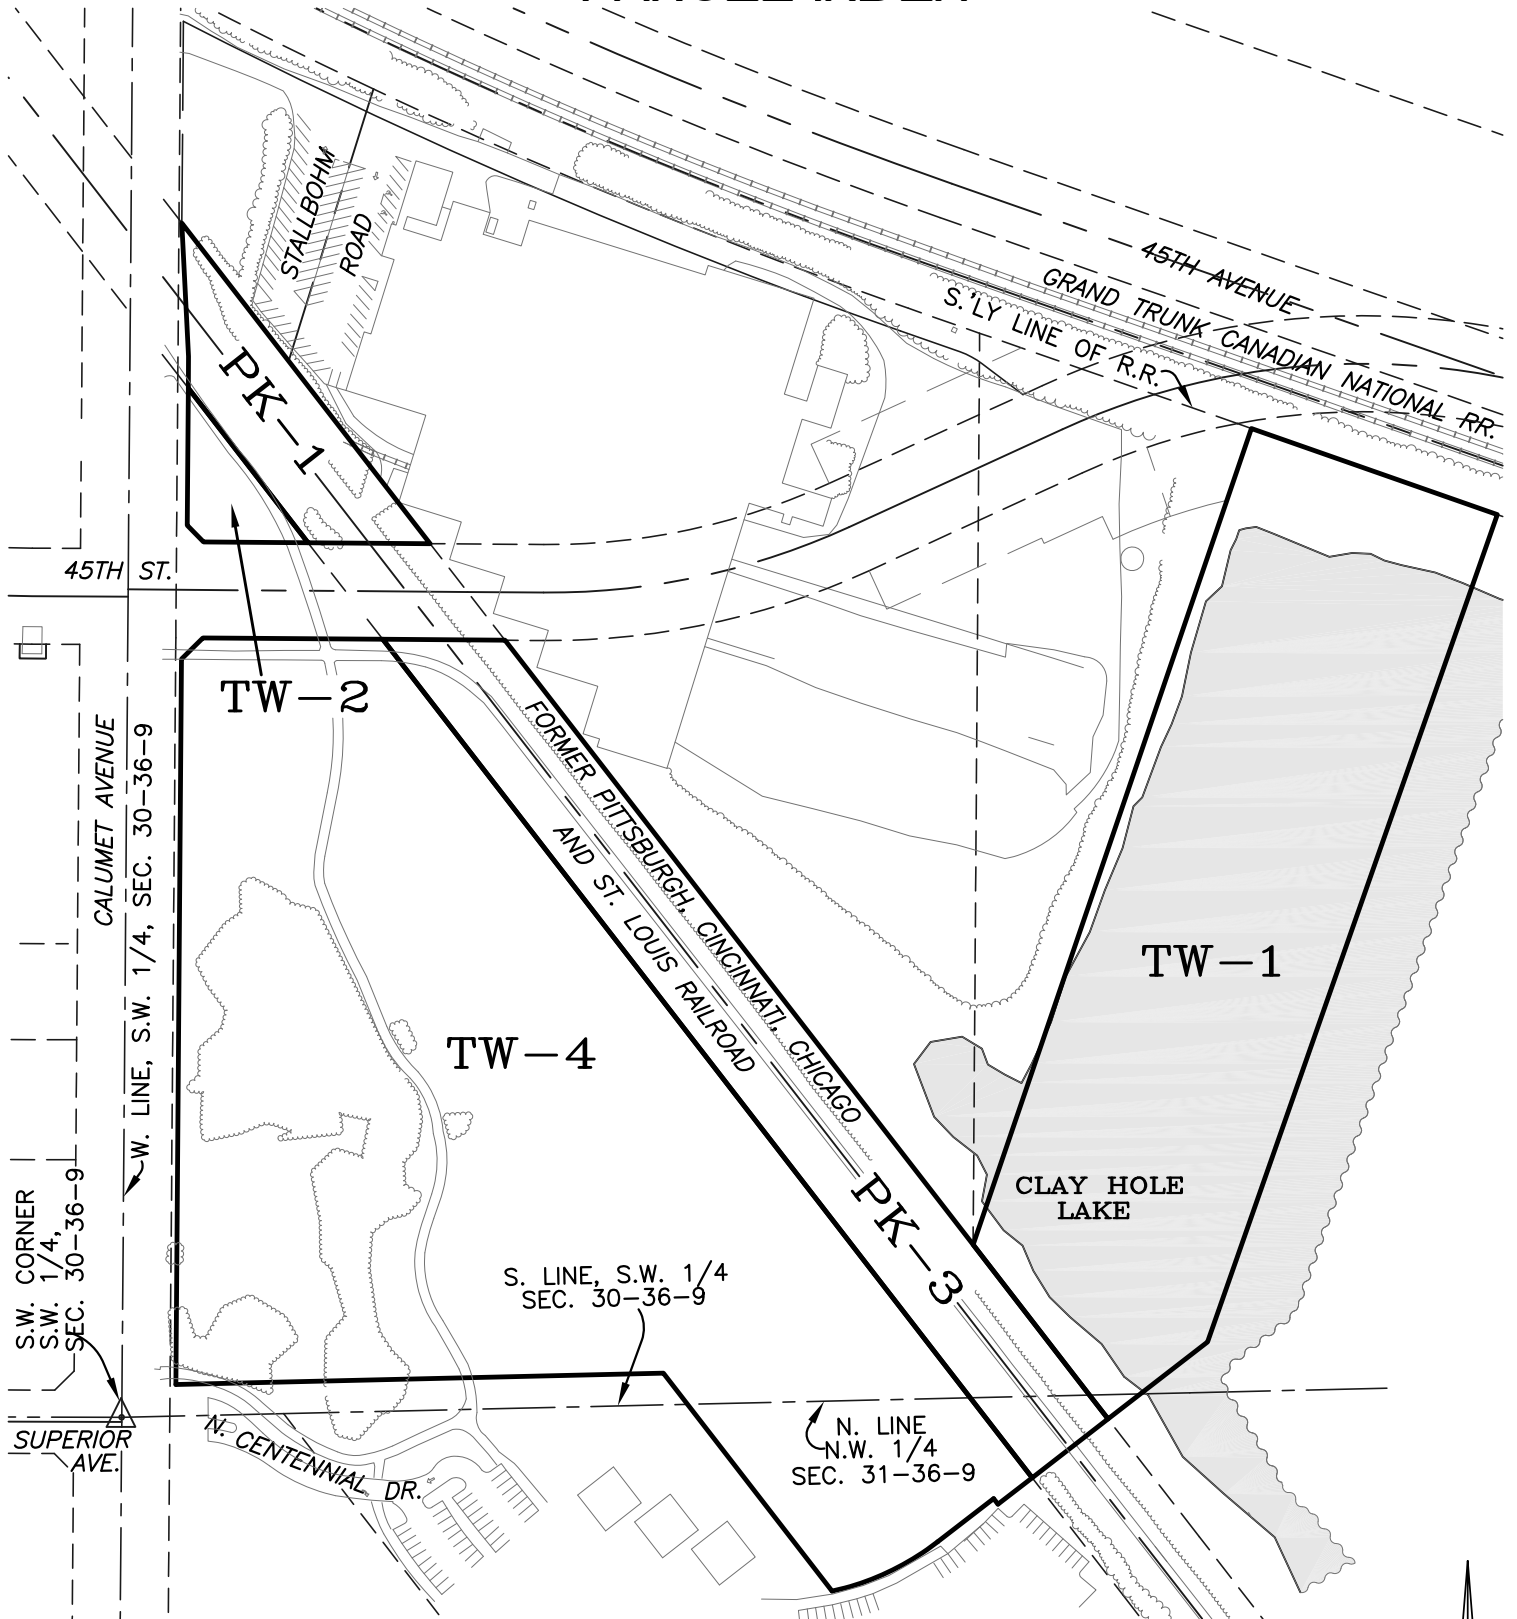 STALLBOHM
ROAD
45TH AVENUE
GRAND TRUNK CANADIAN NATIONAL RR.
S.'LY LINE OF R.R.
PK-1
45TH ST.
TW-2
CALUMET AVENUE
W. LINE, S.W. 1/4, SEC. 30-36-9
FORMER PITTSBURGH, CINCINNATI, CHICAGO
AND ST. LOUIS RAILROAD
TW-1
TW-4
PK-3
CLAY HOLE
LAKE
S.W. CORNER
S.W. 1/4,
SEC. 30-36-9
S. LINE, S.W. 1/4
SEC. 30-36-9
N. LINE
N.W. 1/4
SEC. 31-36-9
SUPERIOR
AVE.
N. CENTENNIAL DR.